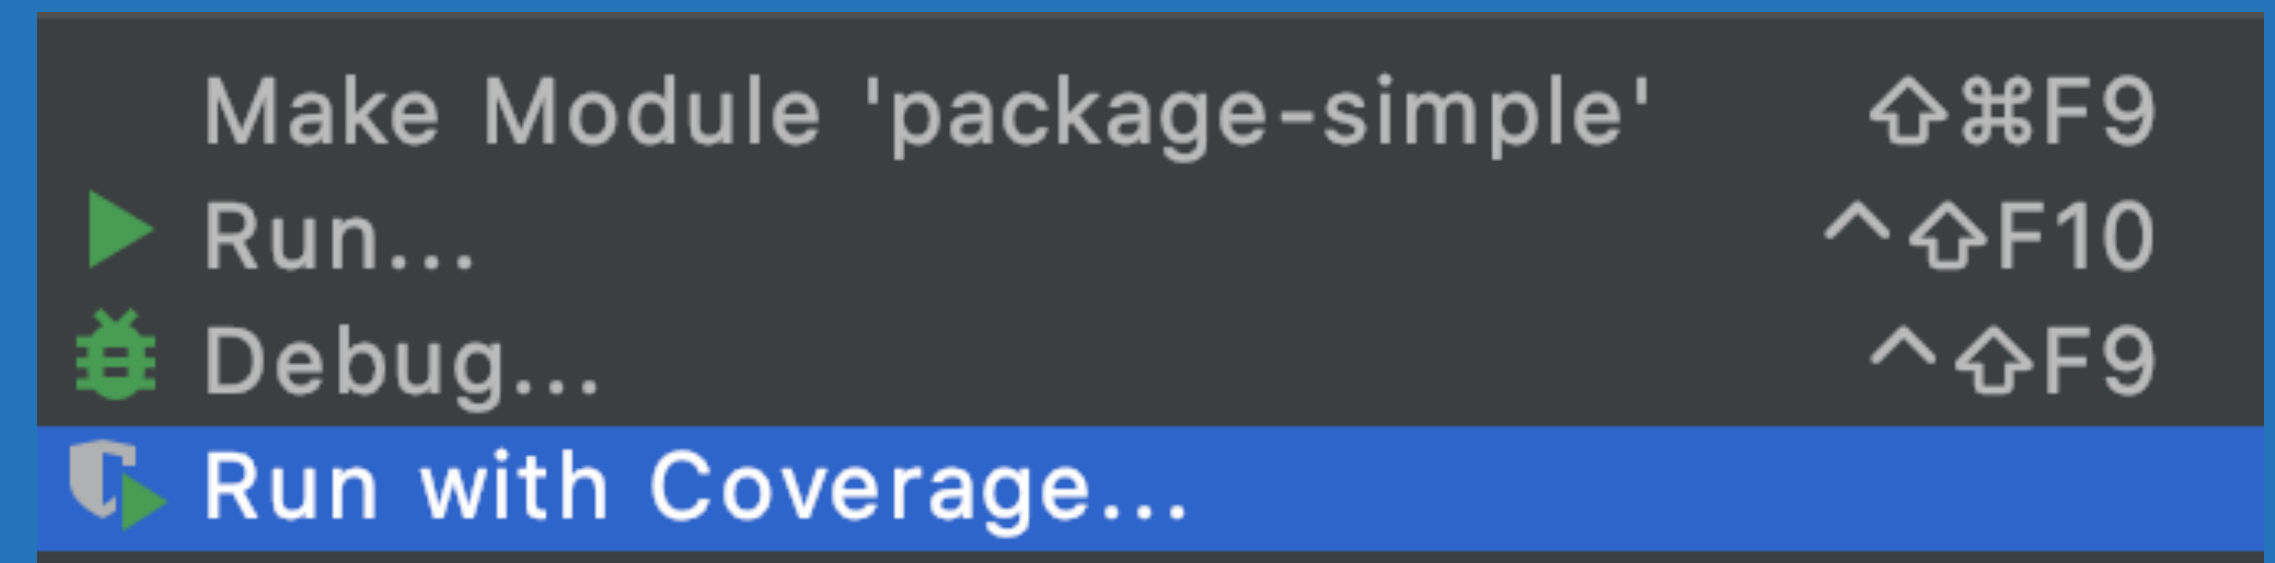 Make Module 'package-simple' ⇧⌘F9
Run... ^⇧F10
Debug... ^⇧F9
Run with Coverage...